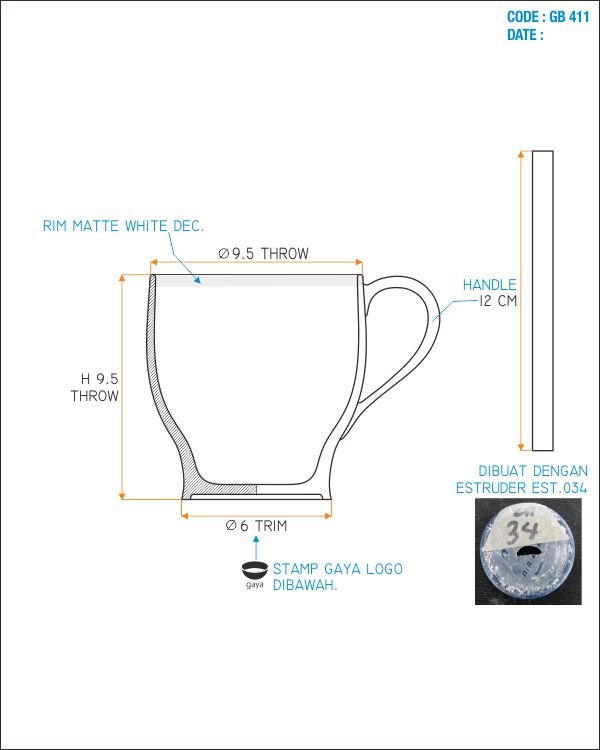 CODE : GB 411
DATE :
RIM MATTE WHITE DEC.
Ø9.5 THROW
HANDLE
12 CM
H 9.5
THROW
DIBUAT DENGAN
ESTRUDER EST.034
Ø 6 TRIM
34
STAMP GAYA LOGO
DIBAWAH.
gaya